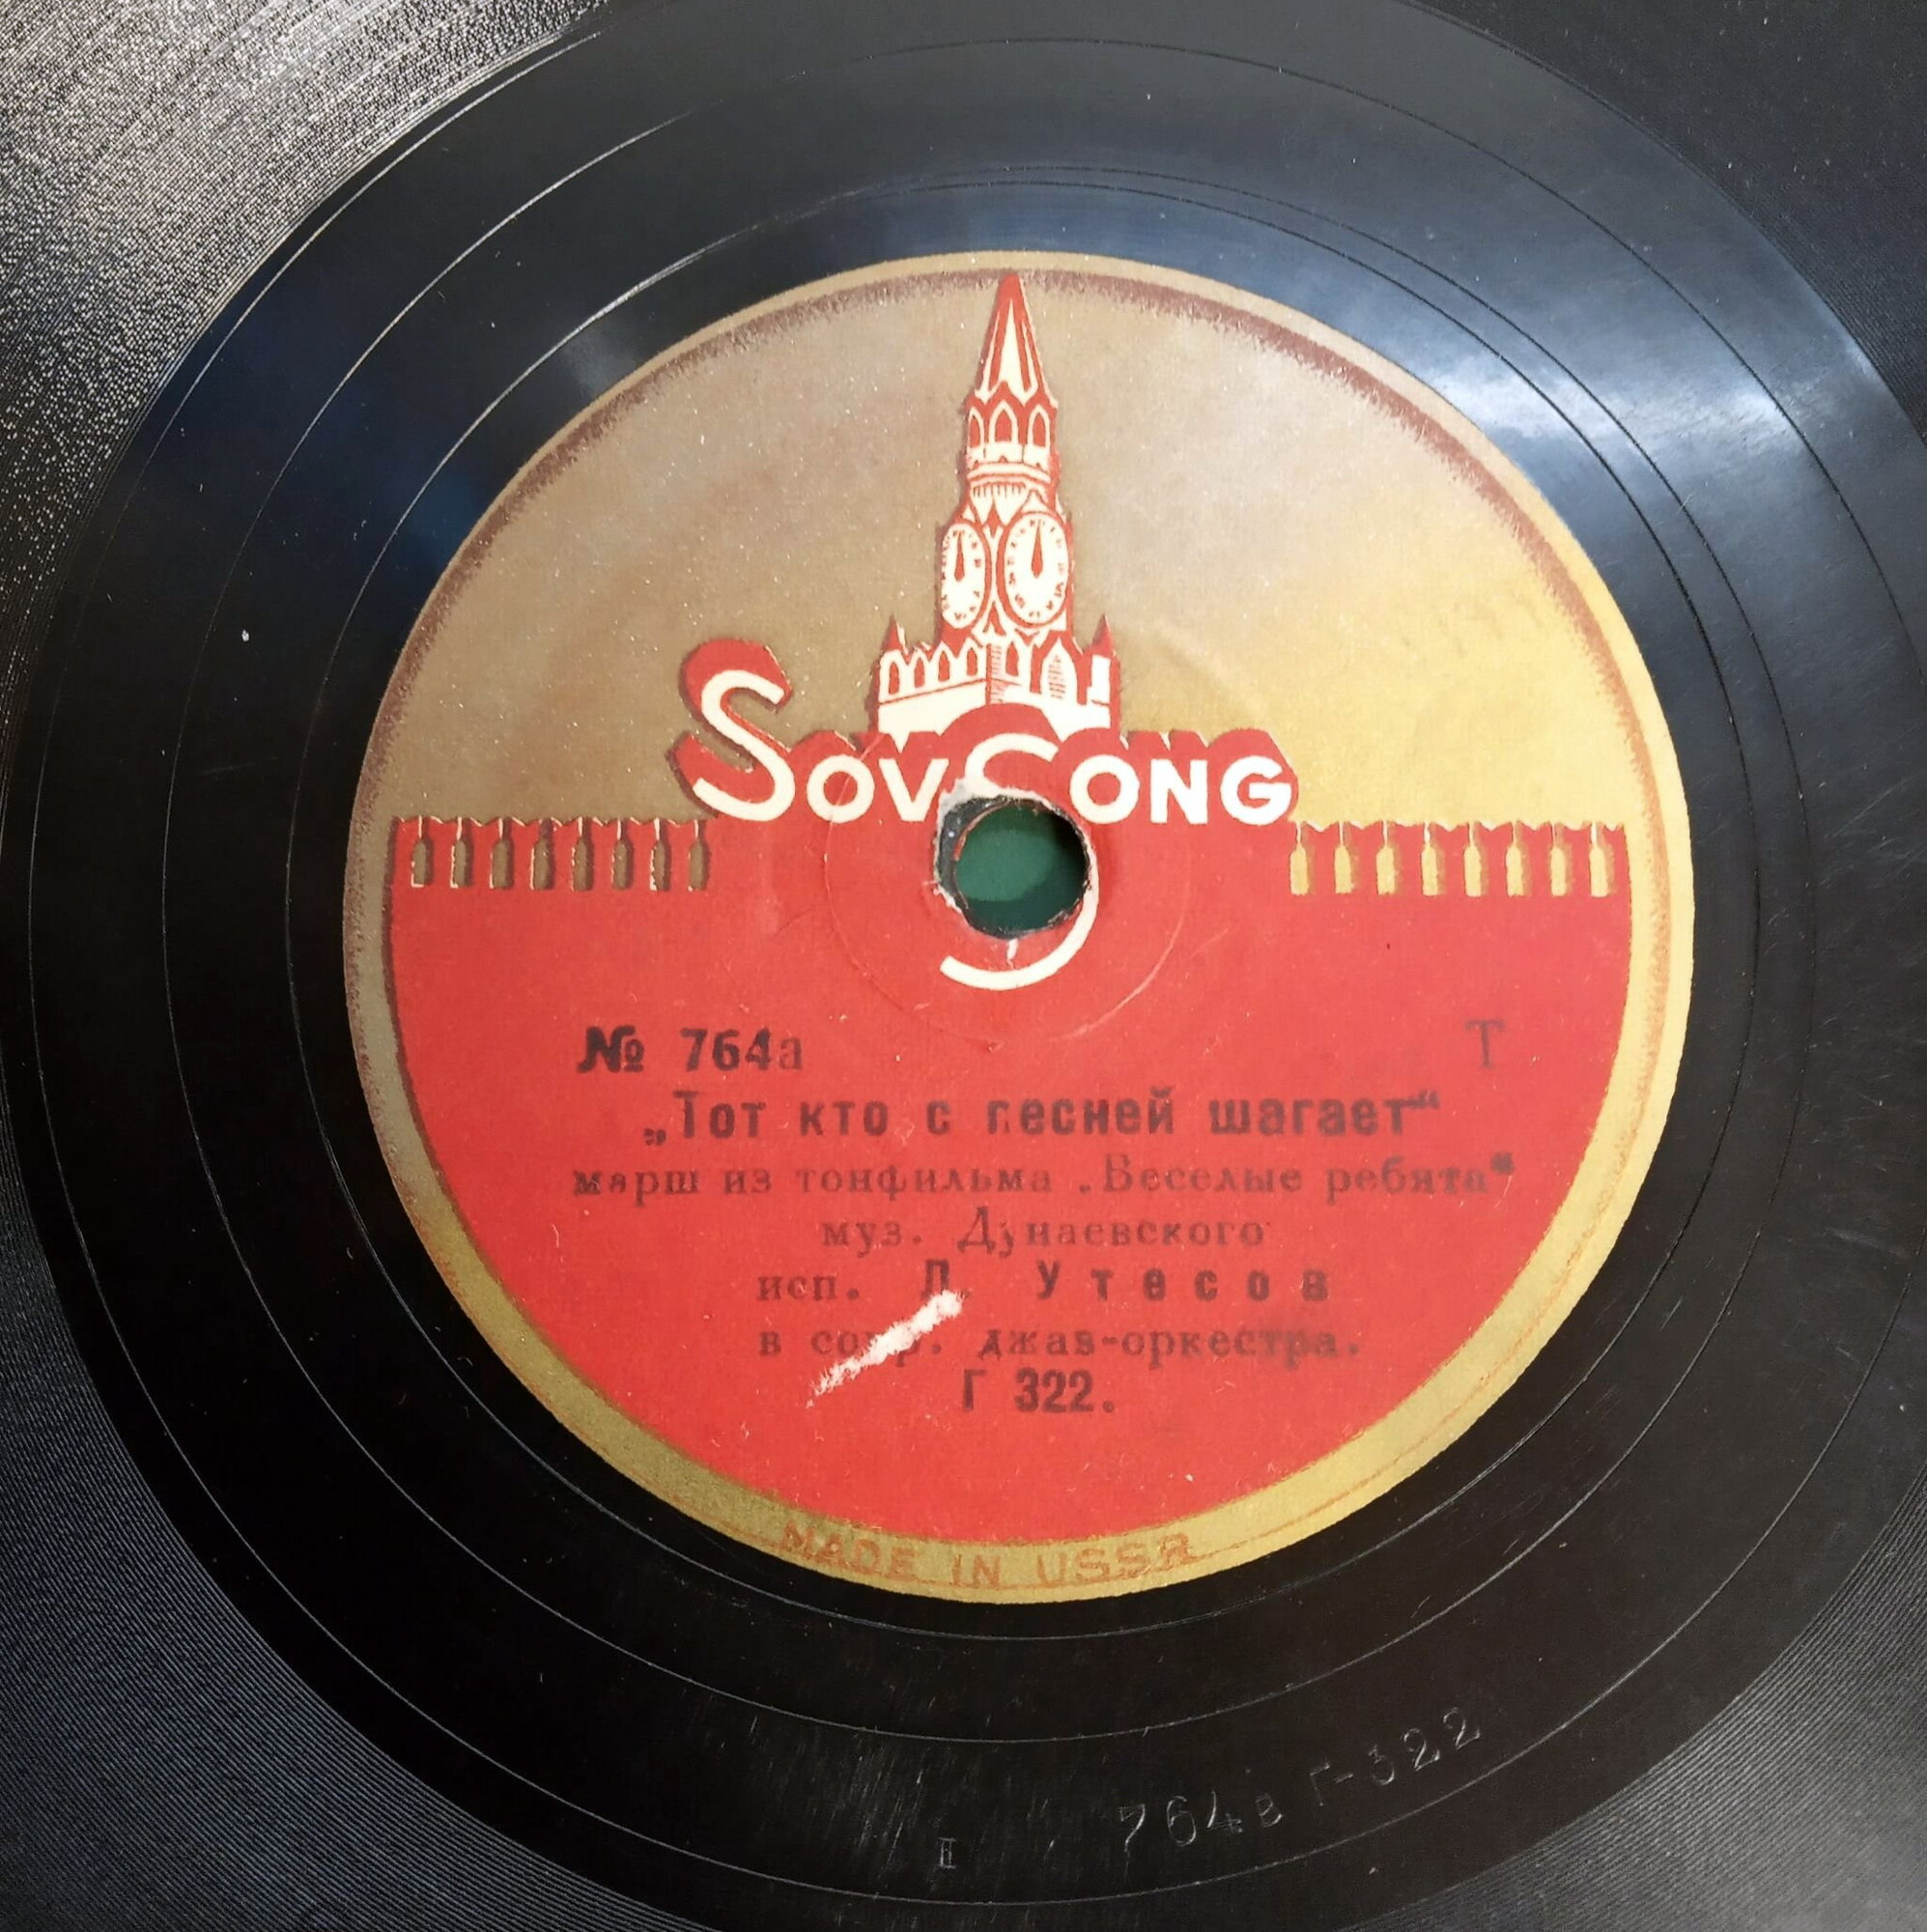 SovSong
№ 764а Т
„Тот кто с песней шагает“
марш из тонфильма „Веселые ребята“
муз. Дунаевского
исп. Л. Утесов
в джаз-оркестра.
Г 322.
MADE IN USSR
764в Г-322
II